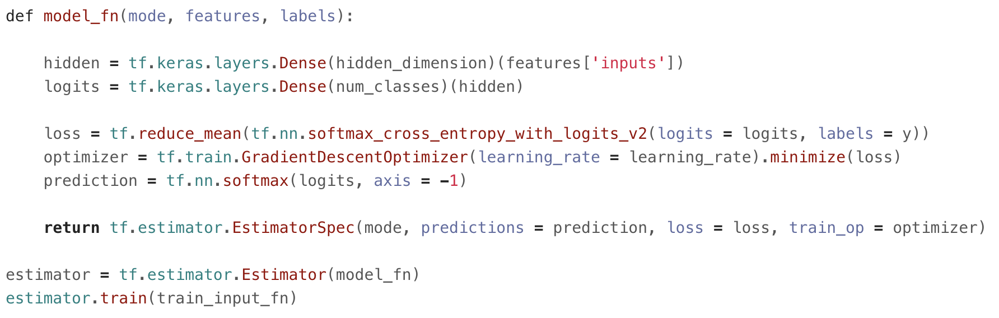 def model_fn(mode, features, labels):
    hidden = tf.keras.layers.Dense(hidden_dimension)(features['inputs'])
    logits = tf.keras.layers.Dense(num_classes)(hidden)
    loss = tf.reduce_mean(tf.nn.softmax_cross_entropy_with_logits_v2(logits = logits, labels = y))
    optimizer = tf.train.GradientDescentOptimizer(learning_rate = learning_rate).minimize(loss)
    prediction = tf.nn.softmax(logits, axis = -1)
    return tf.estimator.EstimatorSpec(mode, predictions = prediction, loss = loss, train_op = optimizer)
estimator = tf.estimator.Estimator(model_fn)
estimator.train(train_input_fn)